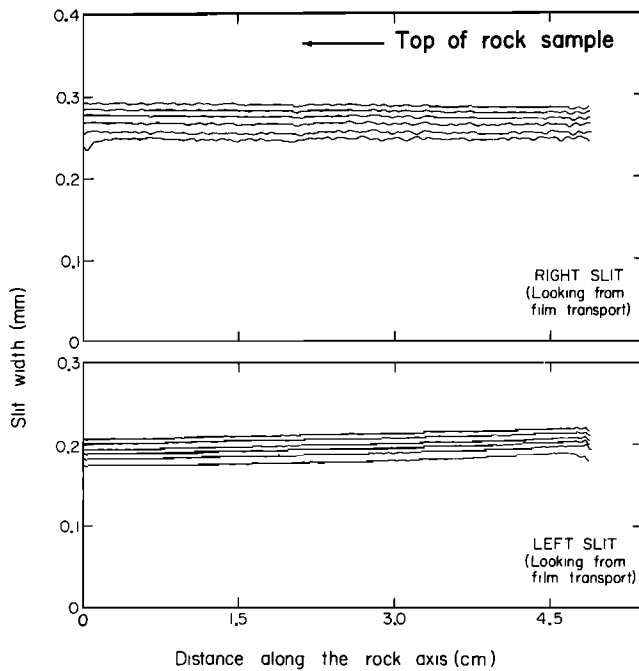 0.4
Top of rock sample
0.3
0.2
0.1
RIGHT SLIT
(Looking from
film transport)
0
Slit width (mm)
0.3
0.2
0.1
LEFT SLIT
(Looking from
film transport)
0.0
0 1.5 3.0 4.5
Distance along the rock axis (cm)